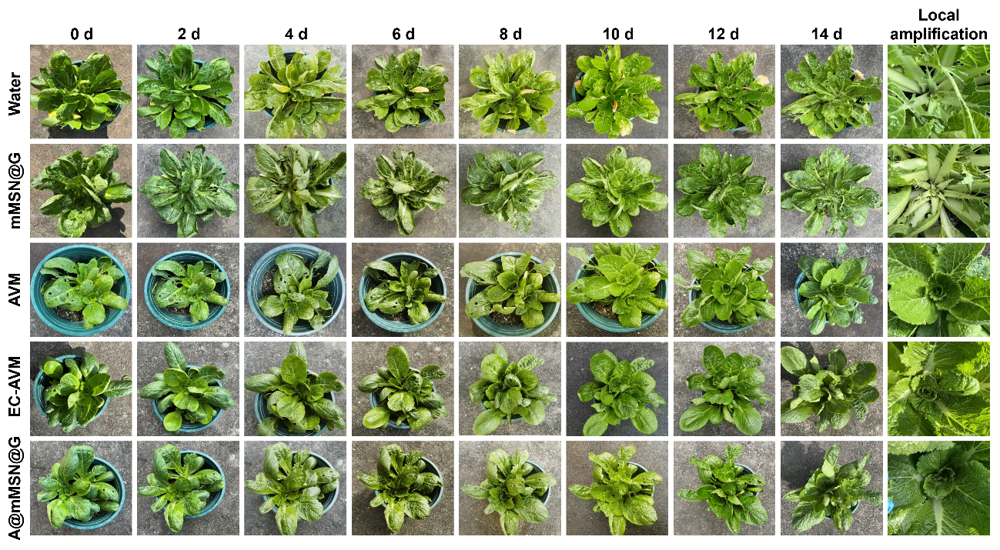 0 d 2 d 4 d 6 d 8 d 10 d 12 d 14 d Local
amplification
Water
mMSN@G
AVM
EC-AVM
A@mMSN@G